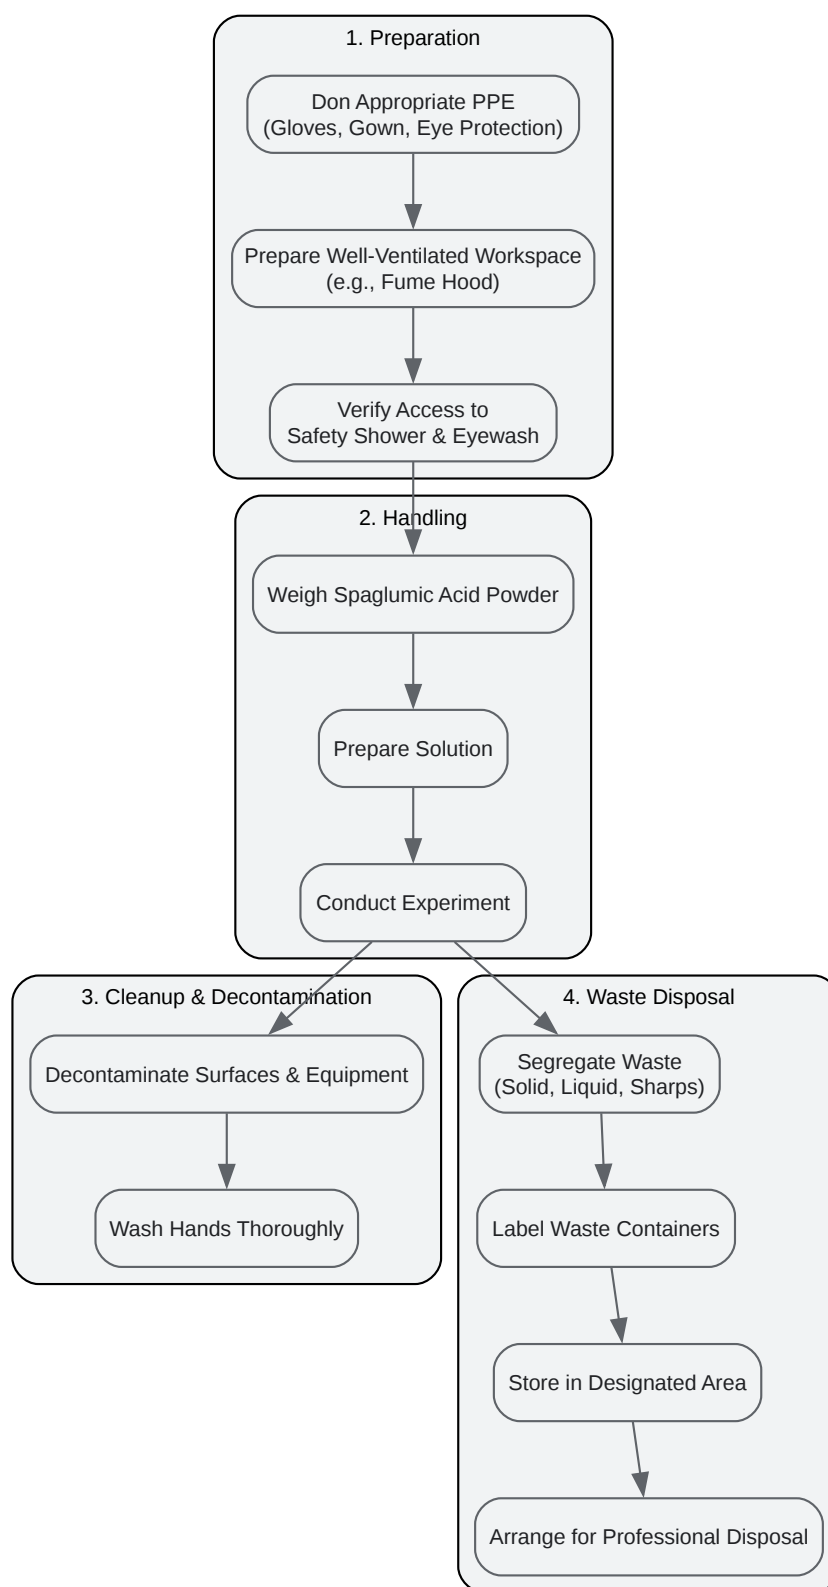 1. Preparation
Don Appropriate PPE
(Gloves, Gown, Eye Protection)
Prepare Well-Ventilated Workspace
(e.g., Fume Hood)
Verify Access to
Safety Shower & Eyewash
2. Handling
Weigh Spaglumic Acid Powder
Prepare Solution
Conduct Experiment
3. Cleanup & Decontamination
Decontaminate Surfaces & Equipment
Wash Hands Thoroughly
4. Waste Disposal
Segregate Waste
(Solid, Liquid, Sharps)
Label Waste Containers
Store in Designated Area
Arrange for Professional Disposal